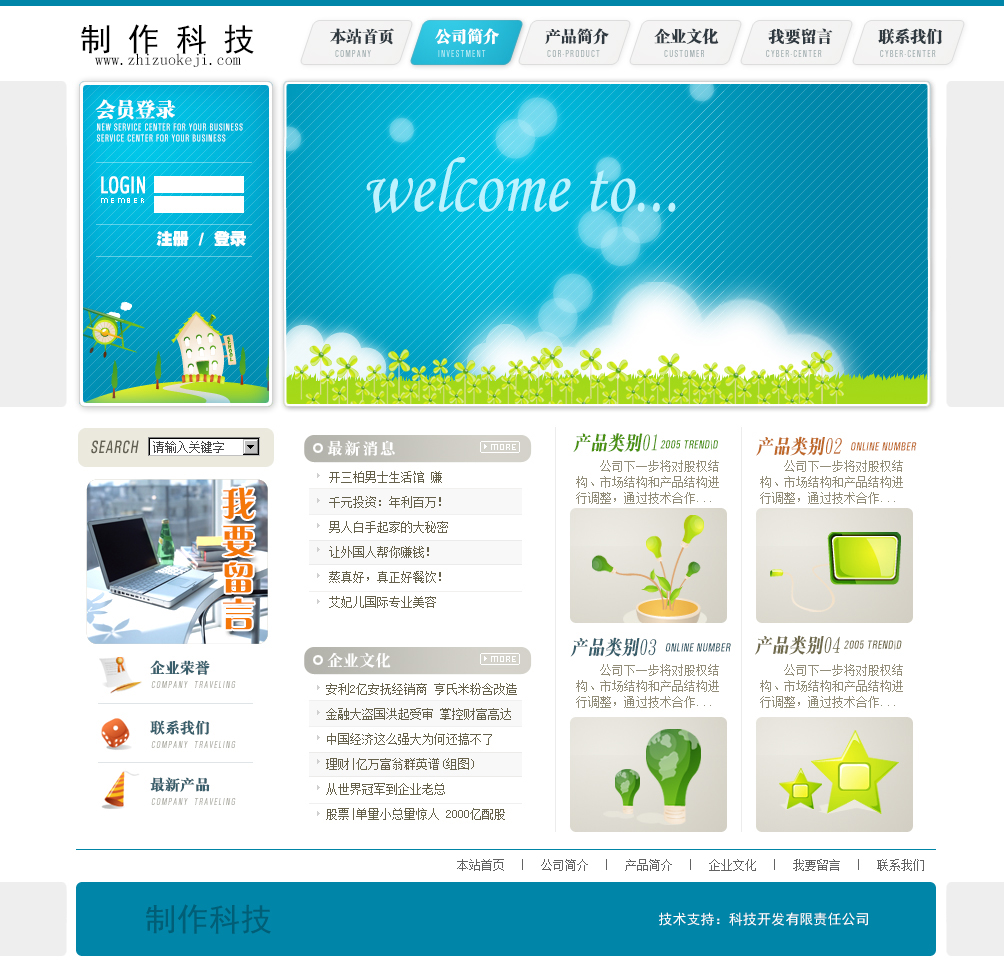 制 作 科 技
www.zhizuokeji.com
本站首页
COMPANY
公司简介
INVESTMENT
产品简介
COR-PRODUCT
企业文化
CUSTOMER
我要留言
CYBER-CENTER
联系我们
CYBER-CENTER
会员登录
NEW SERVICE CENTER FOR YOUR BUSINESS
SERVICE CENTER FOR YOUR BUSINESS
LOGIN
MEMBER
注册 / 登录
welcome to...
SEARCH 请输入关键字
我要留言
企业荣誉
COMPANY TRAVELING
联系我们
COMPANY TRAVELING
最新产品
COMPANY TRAVELING
最新消息 MORE
开三柏男士生活馆 赚
千元投资：年利百万！
男人白手起家的大秘密
让外国人帮你赚钱！
蒸真好，真正好餐饮！
艾妃儿国际专业美容
企业文化 MORE
安利2亿安抚经销商 亨氏米粉含改造
金融大盗国洪起受审 掌控财富高达
中国经济这么强大为何还搞不了
理财|亿万富翁群英谱(组图)
从世界冠军到企业老总
股票|单量小总量惊人 2000亿配股
产品类别01 2005 TREND|D
公司下一步将对股权结
构、市场结构和产品结构进
行调整，通过技术合作...
产品类别02 ONLINE NUMBER
公司下一步将对股权结
构、市场结构和产品结构进
行调整，通过技术合作...
产品类别03 ONLINE NUMBER
公司下一步将对股权结
构、市场结构和产品结构进
行调整，通过技术合作...
产品类别04 2005 TREND|D
公司下一步将对股权结
构、市场结构和产品结构进
行调整，通过技术合作...
本站首页 | 公司简介 | 产品简介 | 企业文化 | 我要留言 | 联系我们
制作科技
技术支持：科技开发有限责任公司